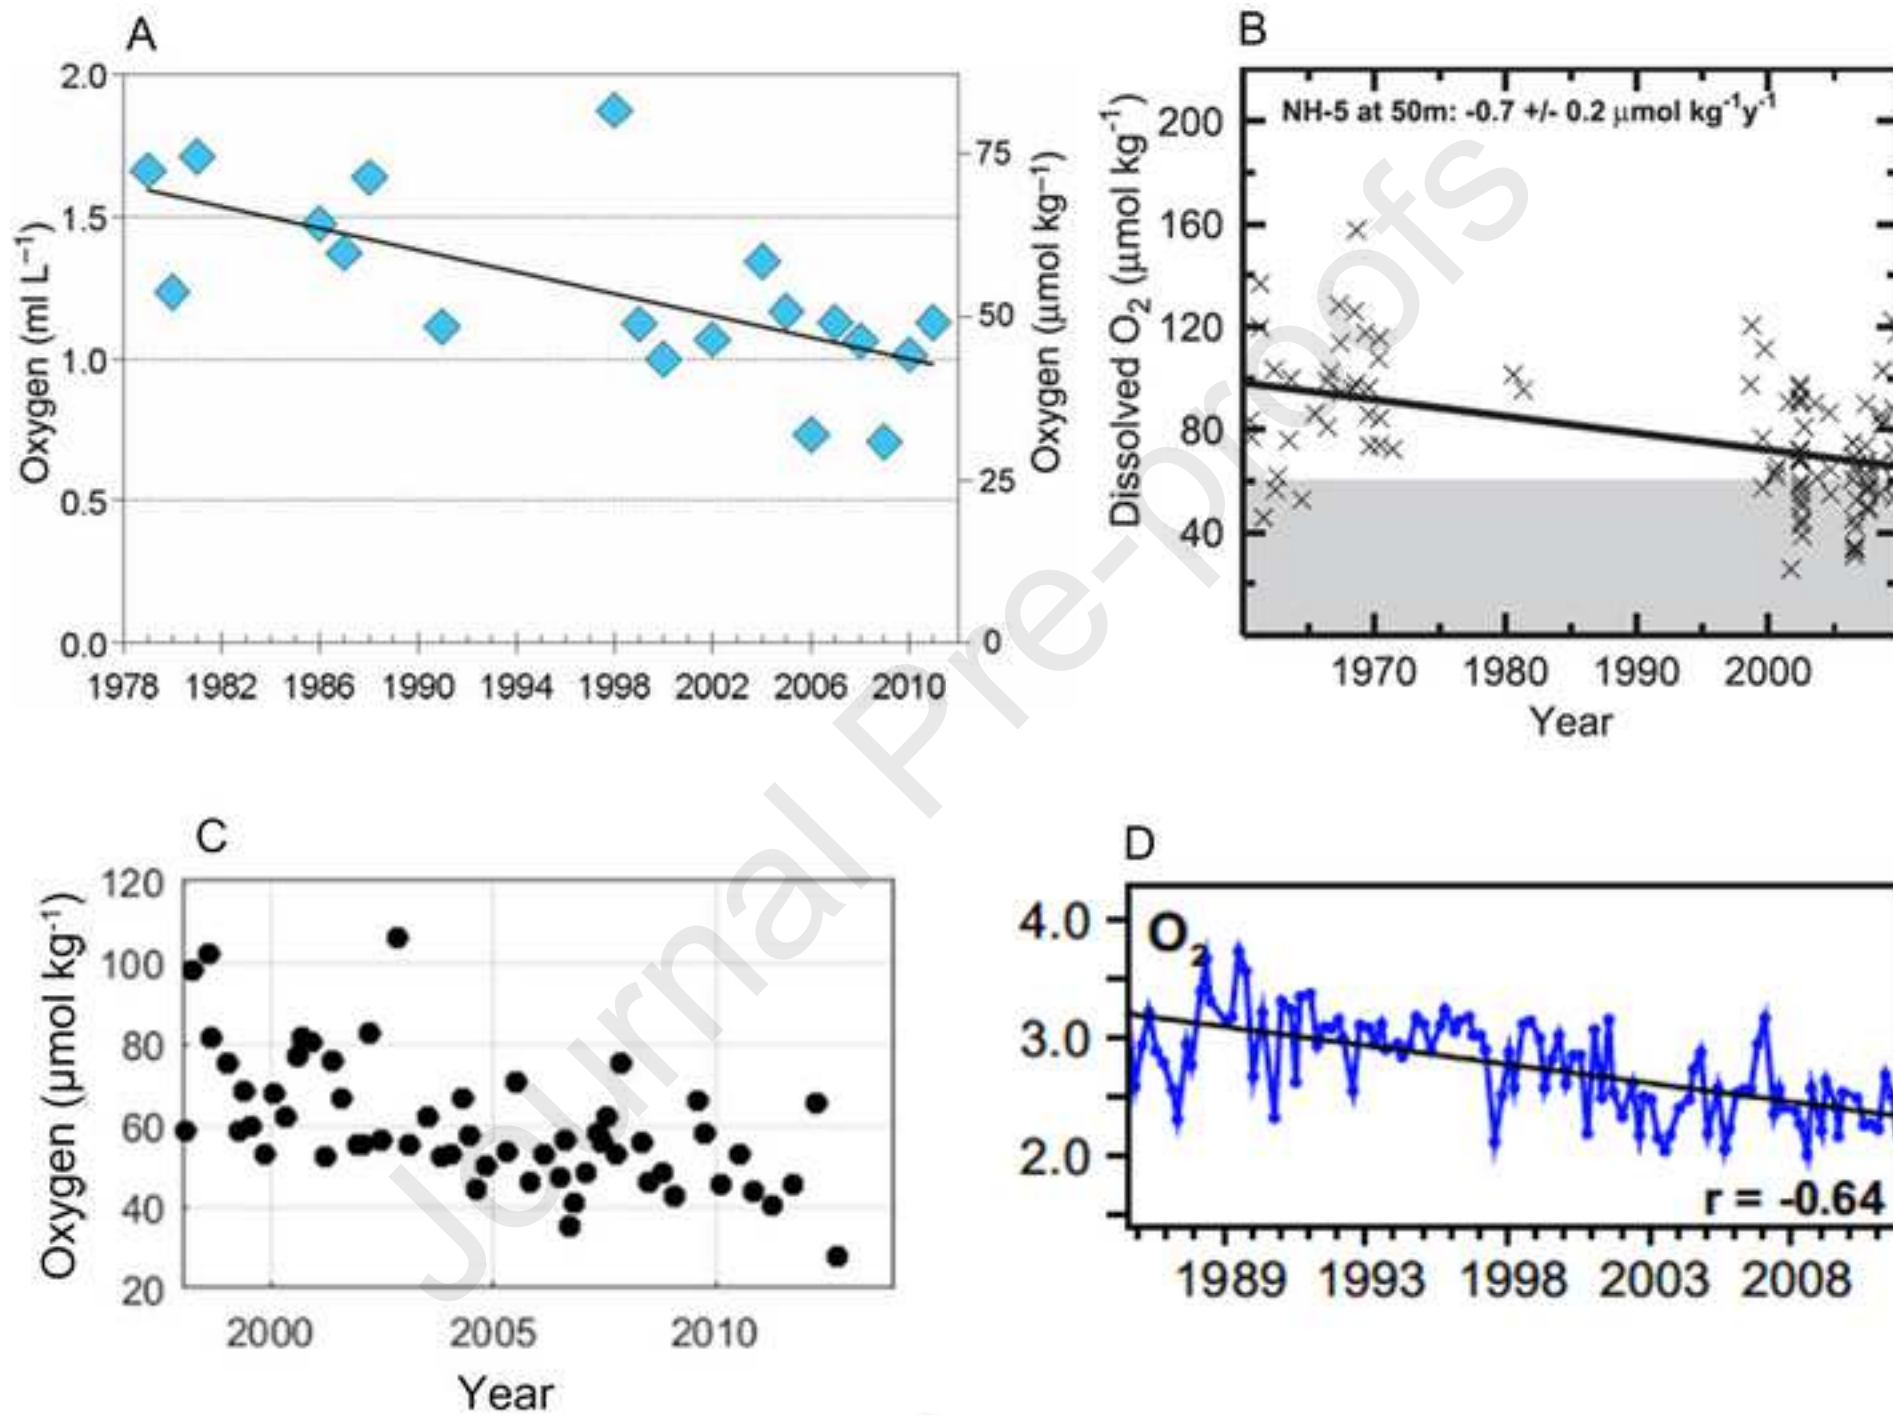 A
2.0
1.5
1.0
0.5
0.0
Oxygen (ml L⁻¹)
75
50
25
0
Oxygen (µmol kg⁻¹)
1978 1982 1986 1990 1994 1998 2002 2006 2010
B
NH-5 at 50m: -0.7 +/- 0.2 µmol kg⁻¹y⁻¹
200
160
120
80
40
Dissolved O₂ (µmol kg⁻¹)
1970 1980 1990 2000
Year
C
120
100
80
60
40
20
Oxygen (µmol kg⁻¹)
2000 2005 2010
Year
D
O₂
4.0
3.0
2.0
r = -0.64
1989 1993 1998 2003 2008
Journal Pre-proofs